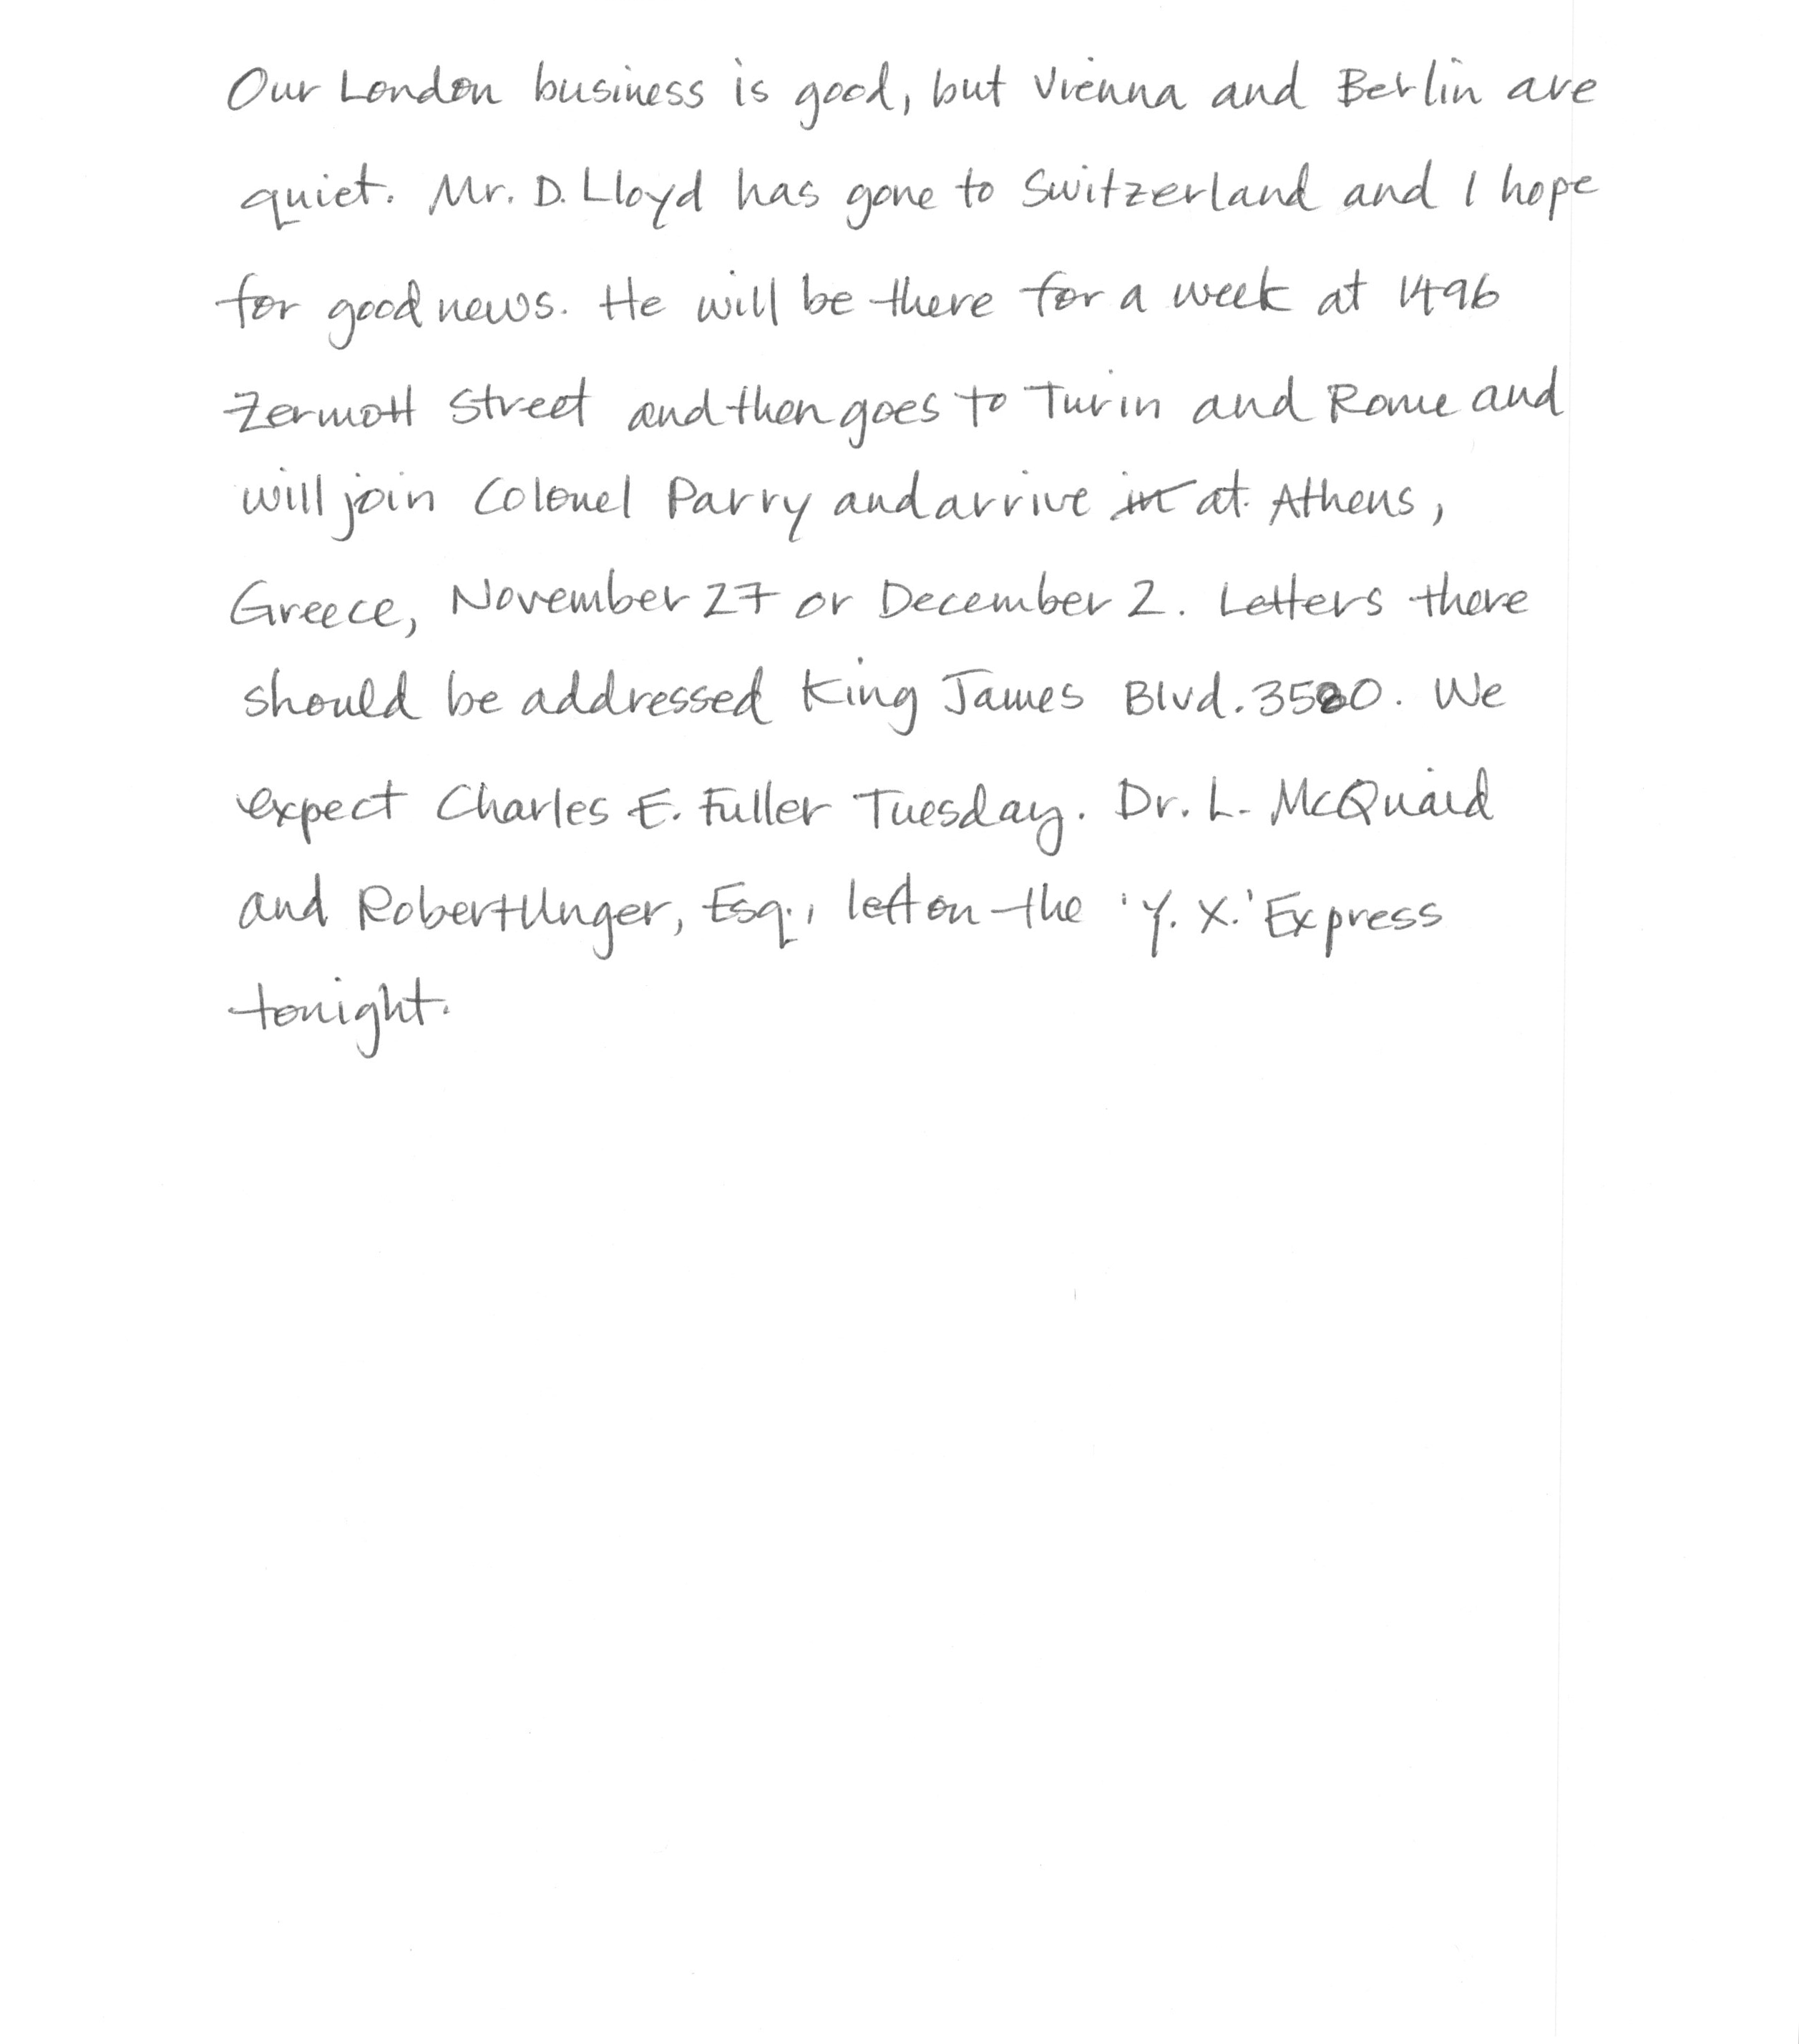 Our London business is good, but Vienna and Berlin are
quiet. Mr. D. Lloyd has gone to Switzerland and I hope
for good news. He will be there for a week at 1496
Zermott Street and then goes to Turin and Rome and
will join Colonel Parry and arrive in at Athens,
Greece, November 27 or December 2. Letters there
should be addressed King James Blvd. 3580. We
expect Charles E. Fuller Tuesday. Dr. L. McQuaid
and Robert Unger, Esq., left on the 'Y. X.' Express
tonight.